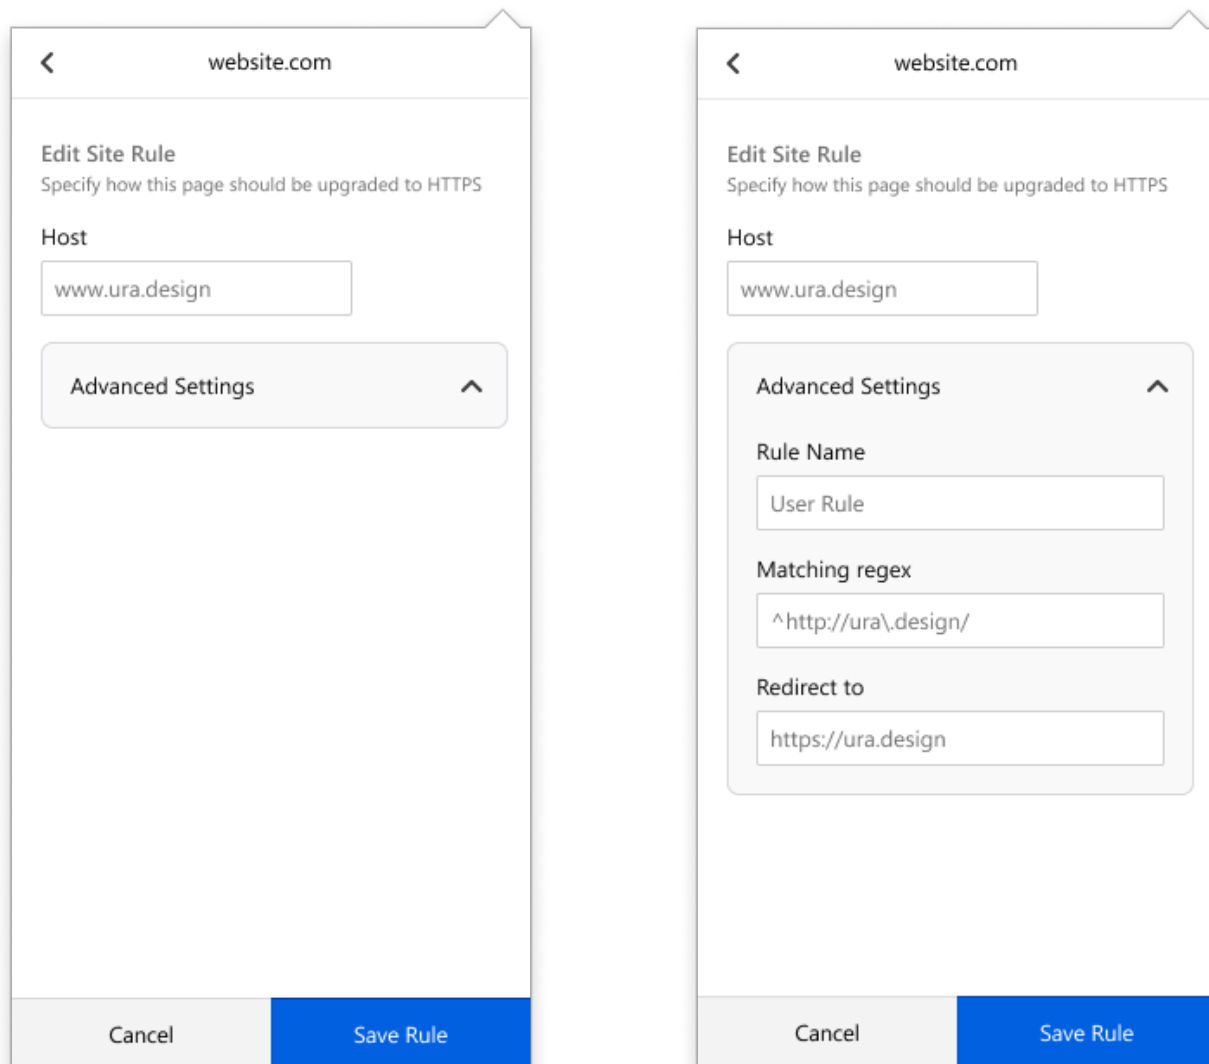 website.com
Edit Site Rule
Specify how this page should be upgraded to HTTPS
Host
www.ura.design
Advanced Settings
Cancel
Save Rule
website.com
Edit Site Rule
Specify how this page should be upgraded to HTTPS
Host
www.ura.design
Advanced Settings
Rule Name
User Rule
Matching regex
^http://ura\.design/
Redirect to
https://ura.design
Cancel
Save Rule